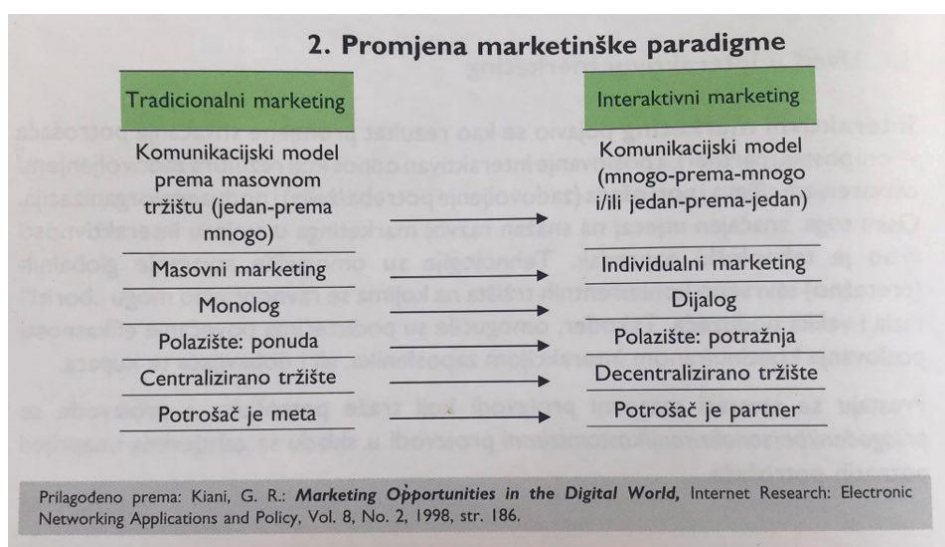 2. Promjena marketinške paradigme
Tradicionalni marketing
Interaktivni marketing
Komunikacijski model
prema masovnom
tržištu (jedan-prema
mnogo)
Komunikacijski model
(mnogo-prema-mnogo
i/ili jedan-prema-jedan)
Masovni marketing
Individualni marketing
Monolog
Dijalog
Polazište: ponuda
Polazište: potražnja
Centralizirano tržište
Decentralizirano tržište
Potrošač je meta
Potrošač je partner
Prilagođeno prema: Kiani, G. R.: Marketing Opportunities in the Digital World, Internet Research: Electronic
Networking Applications and Policy, Vol. 8, No. 2, 1998, str. 186.